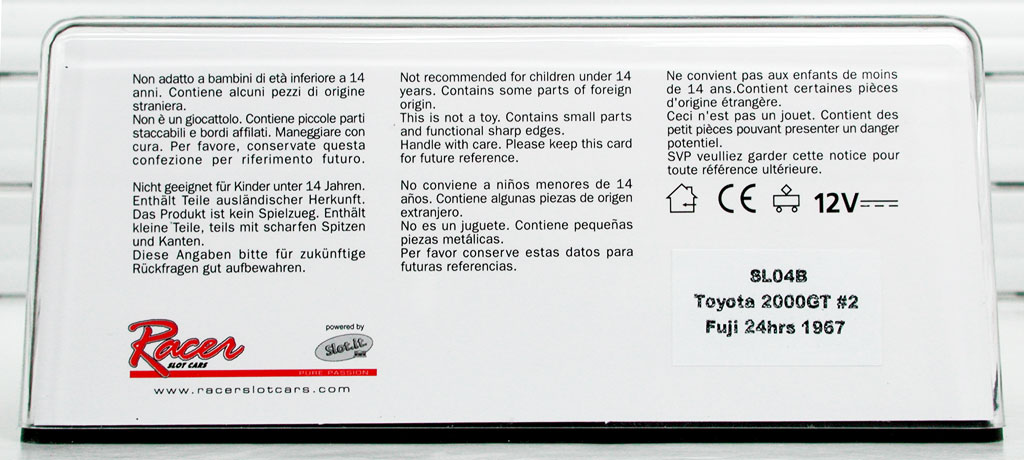 Non adatto a bambini di età inferiore a 14
anni. Contiene alcuni pezzi di origine
straniera.
Non è un giocattolo. Contiene piccole parti
staccabili e bordi affilati. Maneggiare con
cura. Per favore, conservate questa
confezione per riferimento futuro.
Nicht geeignet für Kinder unter 14 Jahren.
Enthält Teile ausländischer Herkunft.
Das Produkt ist kein Spielzueg. Enthält
kleine Teile, teils mit scharfen Spitzen
und Kanten.
Diese Angaben bitte für zukünftige
Rückfragen gut aufbewahren.
Not recommended for children under 14
years. Contains some parts of foreign
origin.
This is not a toy. Contains small parts
and functional sharp edges.
Handle with care. Please keep this card
for future reference.
No conviene a niños menores de 14
años. Contiene algunas piezas de origen
extranjero.
No es un juguete. Contiene pequeñas
piezas metálicas.
Per favor conserve estas datos para
futuras referencias.
Ne convient pas aux enfants de moins
de 14 ans.Contient certaines pièces
d'origine étrangère.
Ceci n'est pas un jouet. Contient des
petit pièces pouvant presenter un danger
potentiel.
SVP veulliez garder cette notice pour
toute référence ultérieure.
CE 12V
SL04B
Toyota 2000GT #2
Fuji 24hrs 1967
Racer
SLOT CARS
powered by
Slot.it
PURE PASSION
www.racerslotcars.com